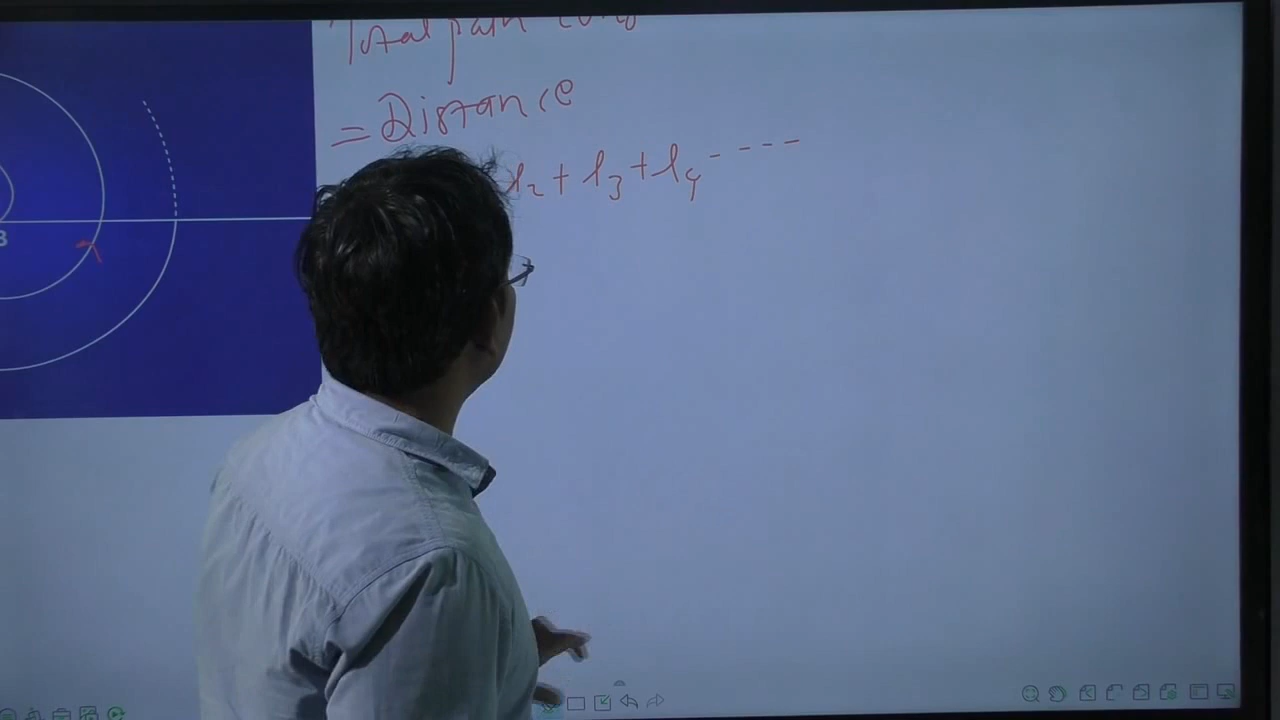 Total path
= Distance
l2 + l3 + l4 ----
B